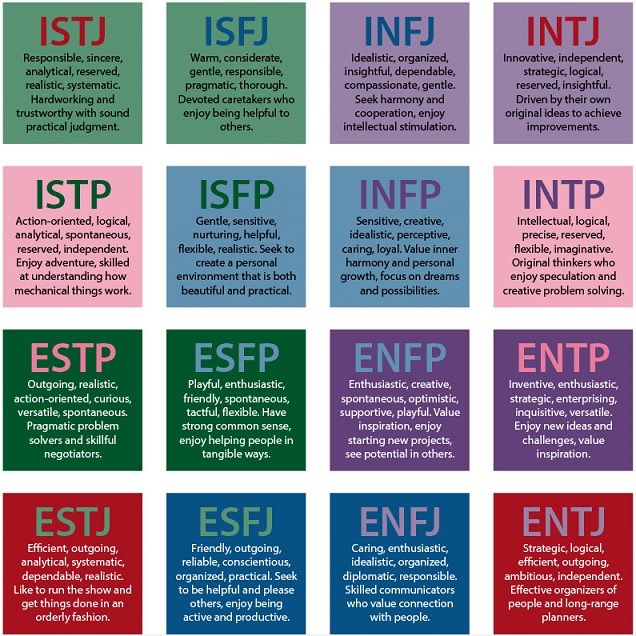 ISTJ
Responsible, sincere,
analytical, reserved,
realistic, systematic.
Hardworking and
trustworthy with sound
practical judgment.
ISFJ
Warm, considerate,
gentle, responsible,
pragmatic, thorough.
Devoted caretakers who
enjoy being helpful to
others.
INFJ
Idealistic, organized,
insightful, dependable,
compassionate, gentle.
Seek harmony and
cooperation, enjoy
intellectual stimulation.
INTJ
Innovative, independent,
strategic, logical,
reserved, insightful.
Driven by their own
original ideas to achieve
improvements.
ISTP
Action-oriented, logical,
analytical, spontaneous,
reserved, independent.
Enjoy adventure, skilled
at understanding how
mechanical things work.
ISFP
Gentle, sensitive,
nurturing, helpful,
flexible, realistic. Seek to
create a personal
environment that is both
beautiful and practical.
INFP
Sensitive, creative,
idealistic, perceptive,
caring, loyal. Value inner
harmony and personal
growth, focus on dreams
and possibilities.
INTP
Intellectual, logical,
precise, reserved,
flexible, imaginative.
Original thinkers who
enjoy speculation and
creative problem solving.
ESTP
Outgoing, realistic,
action-oriented, curious,
versatile, spontaneous.
Pragmatic problem
solvers and skillful
negotiators.
ESFP
Playful, enthusiastic,
friendly, spontaneous,
tactful, flexible. Have
strong common sense,
enjoy helping people in
tangible ways.
ENFP
Enthusiastic, creative,
spontaneous, optimistic,
supportive, playful. Value
inspiration, enjoy
starting new projects,
see potential in others.
ENTP
Inventive, enthusiastic,
strategic, enterprising,
inquisitive, versatile.
Enjoy new ideas and
challenges, value
inspiration.
ESTJ
Efficient, outgoing,
analytical, systematic,
dependable, realistic.
Like to run the show and
get things done in an
orderly fashion.
ESFJ
Friendly, outgoing,
reliable, conscientious,
organized, practical. Seek
to be helpful and please
others, enjoy being
active and productive.
ENFJ
Caring, enthusiastic,
idealistic, organized,
diplomatic, responsible.
Skilled communicators
who value connection
with people.
ENTJ
Strategic, logical,
efficient, outgoing,
ambitious, independent.
Effective organizers of
people and long-range
planners.